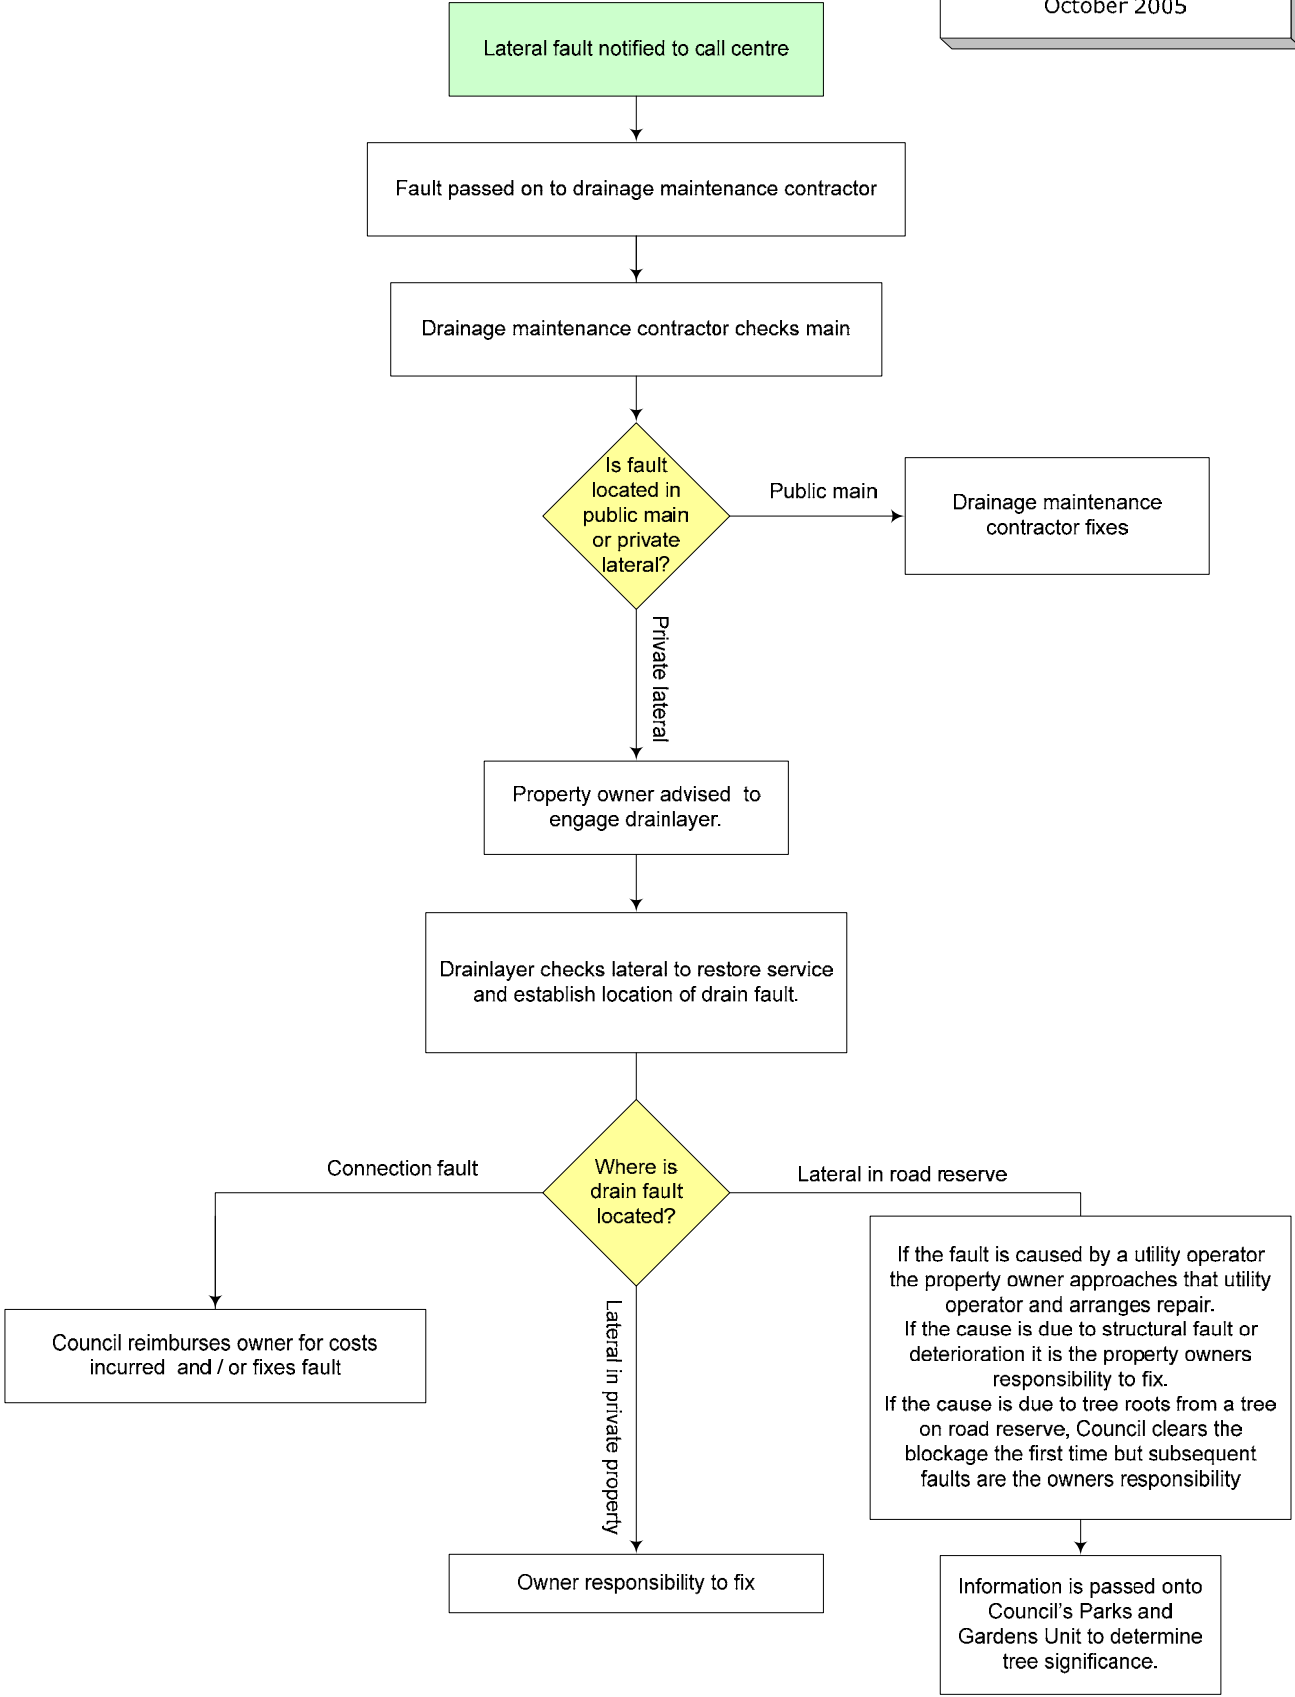 October 2005
Lateral fault notified to call centre
Fault passed on to drainage maintenance contractor
Drainage maintenance contractor checks main
Is fault
located in
public main
or private
lateral?
Public main
Drainage maintenance
contractor fixes
Private lateral
Property owner advised to
engage drainlayer.
Drainlayer checks lateral to restore service
and establish location of drain fault.
Where is
drain fault
located?
Connection fault
Council reimburses owner for costs
incurred and / or fixes fault
Lateral in private property
Owner responsibility to fix
Lateral in road reserve
If the fault is caused by a utility operator
the property owner approaches that utility
operator and arranges repair.
If the cause is due to structural fault or
deterioration it is the property owners
responsibility to fix.
If the cause is due to tree roots from a tree
on road reserve, Council clears the
blockage the first time but subsequent
faults are the owners responsibility
Information is passed onto
Council's Parks and
Gardens Unit to determine
tree significance.